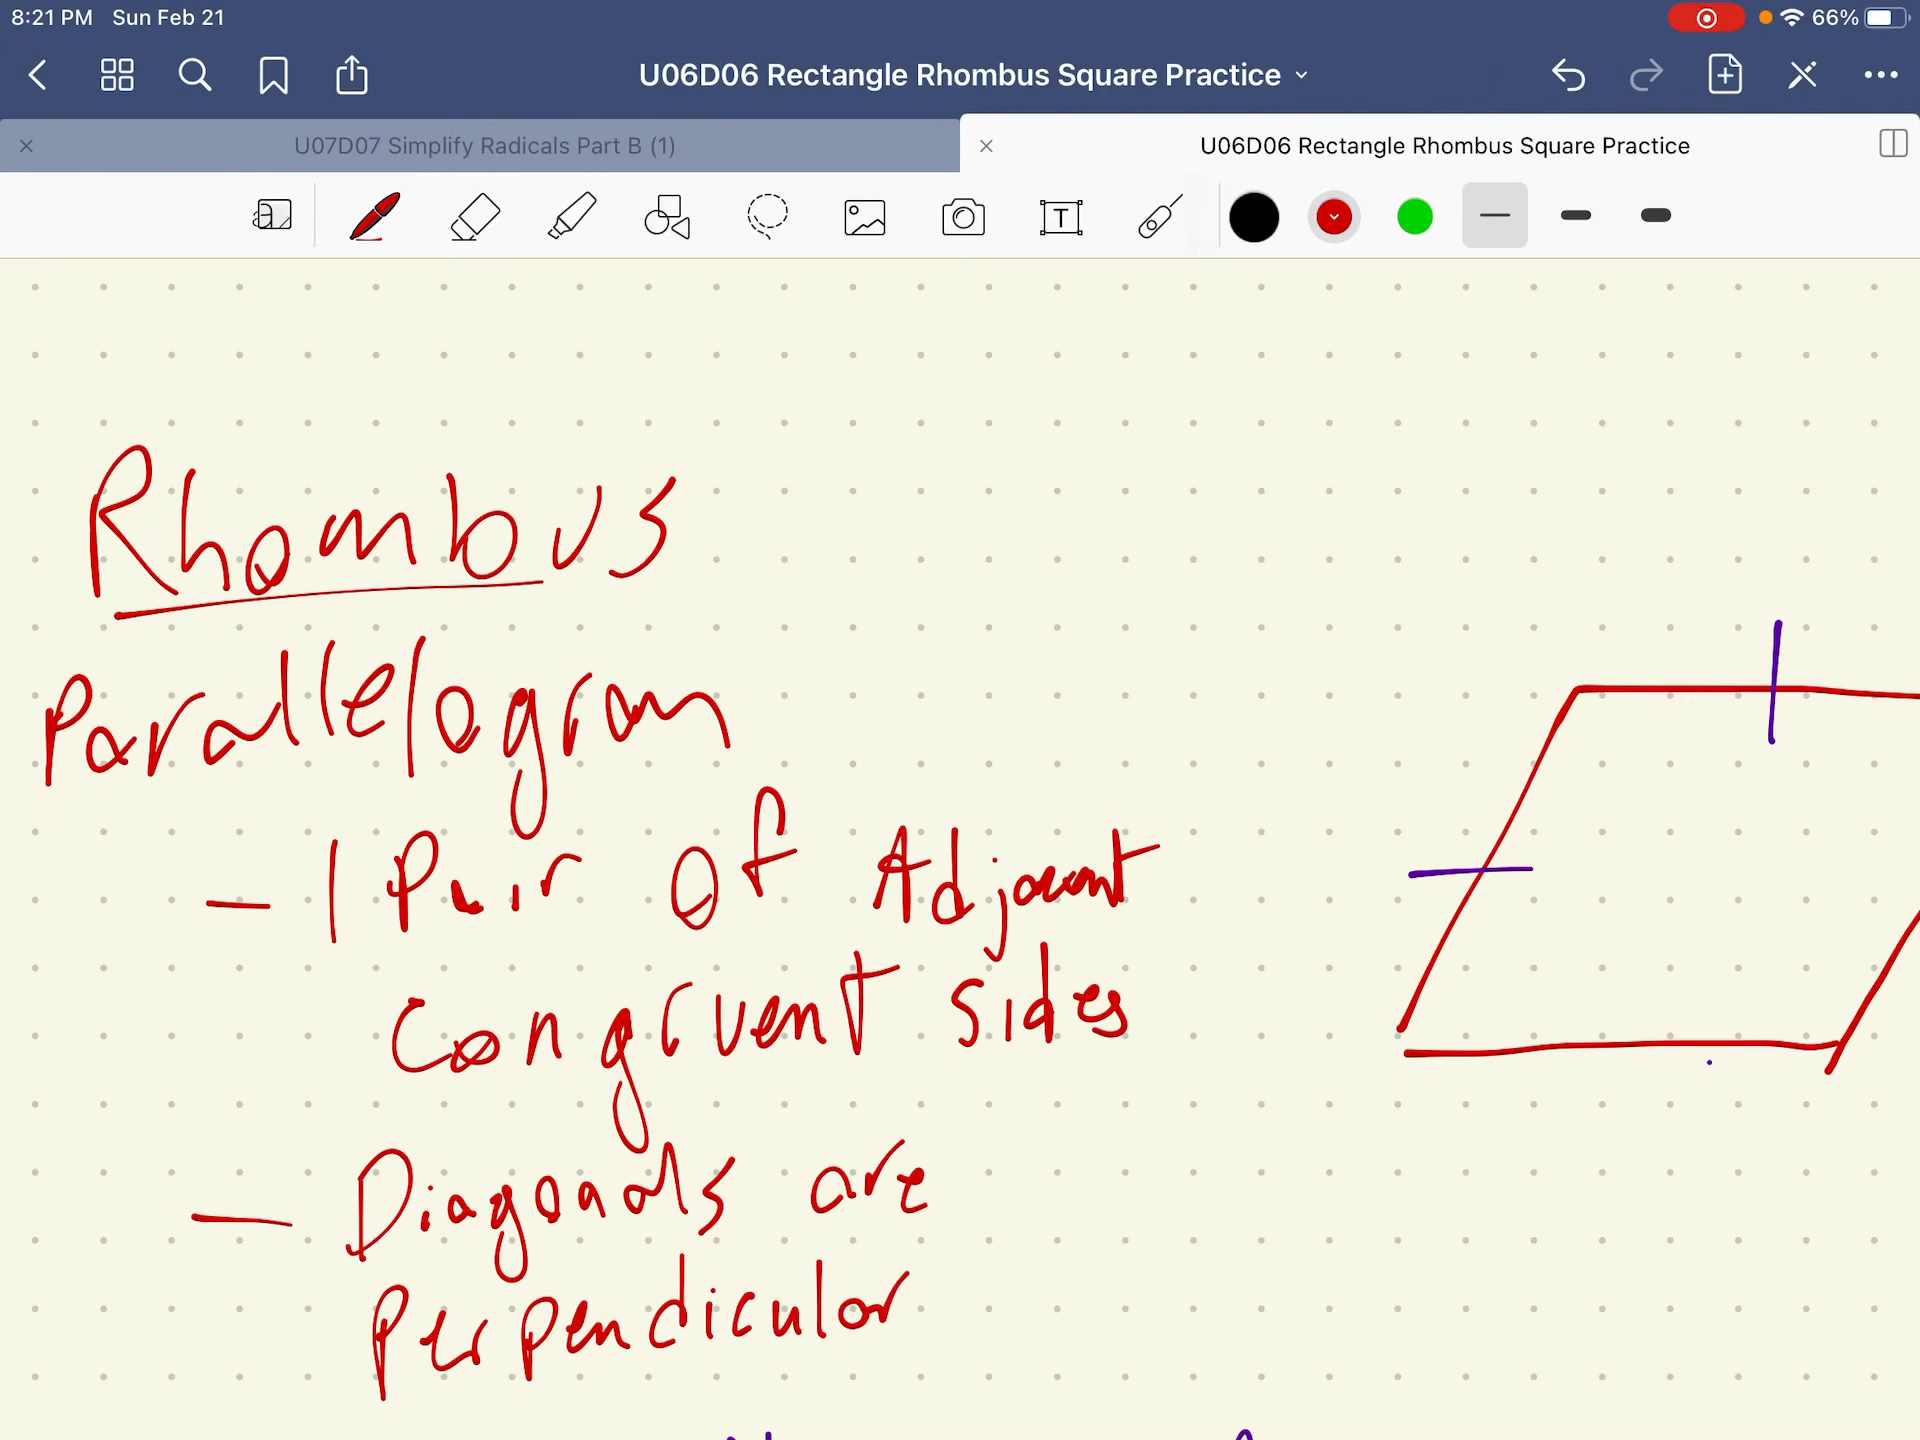 8:21 PM Sun Feb 21
66%
U06D06 Rectangle Rhombus Square Practice
U07D07 Simplify Radicals Part B (1)
U06D06 Rectangle Rhombus Square Practice
Rhombus
Parallelogram
- 1 Pair of Adjacent
Congruent Sides
- Diagonals are
Perpendicular